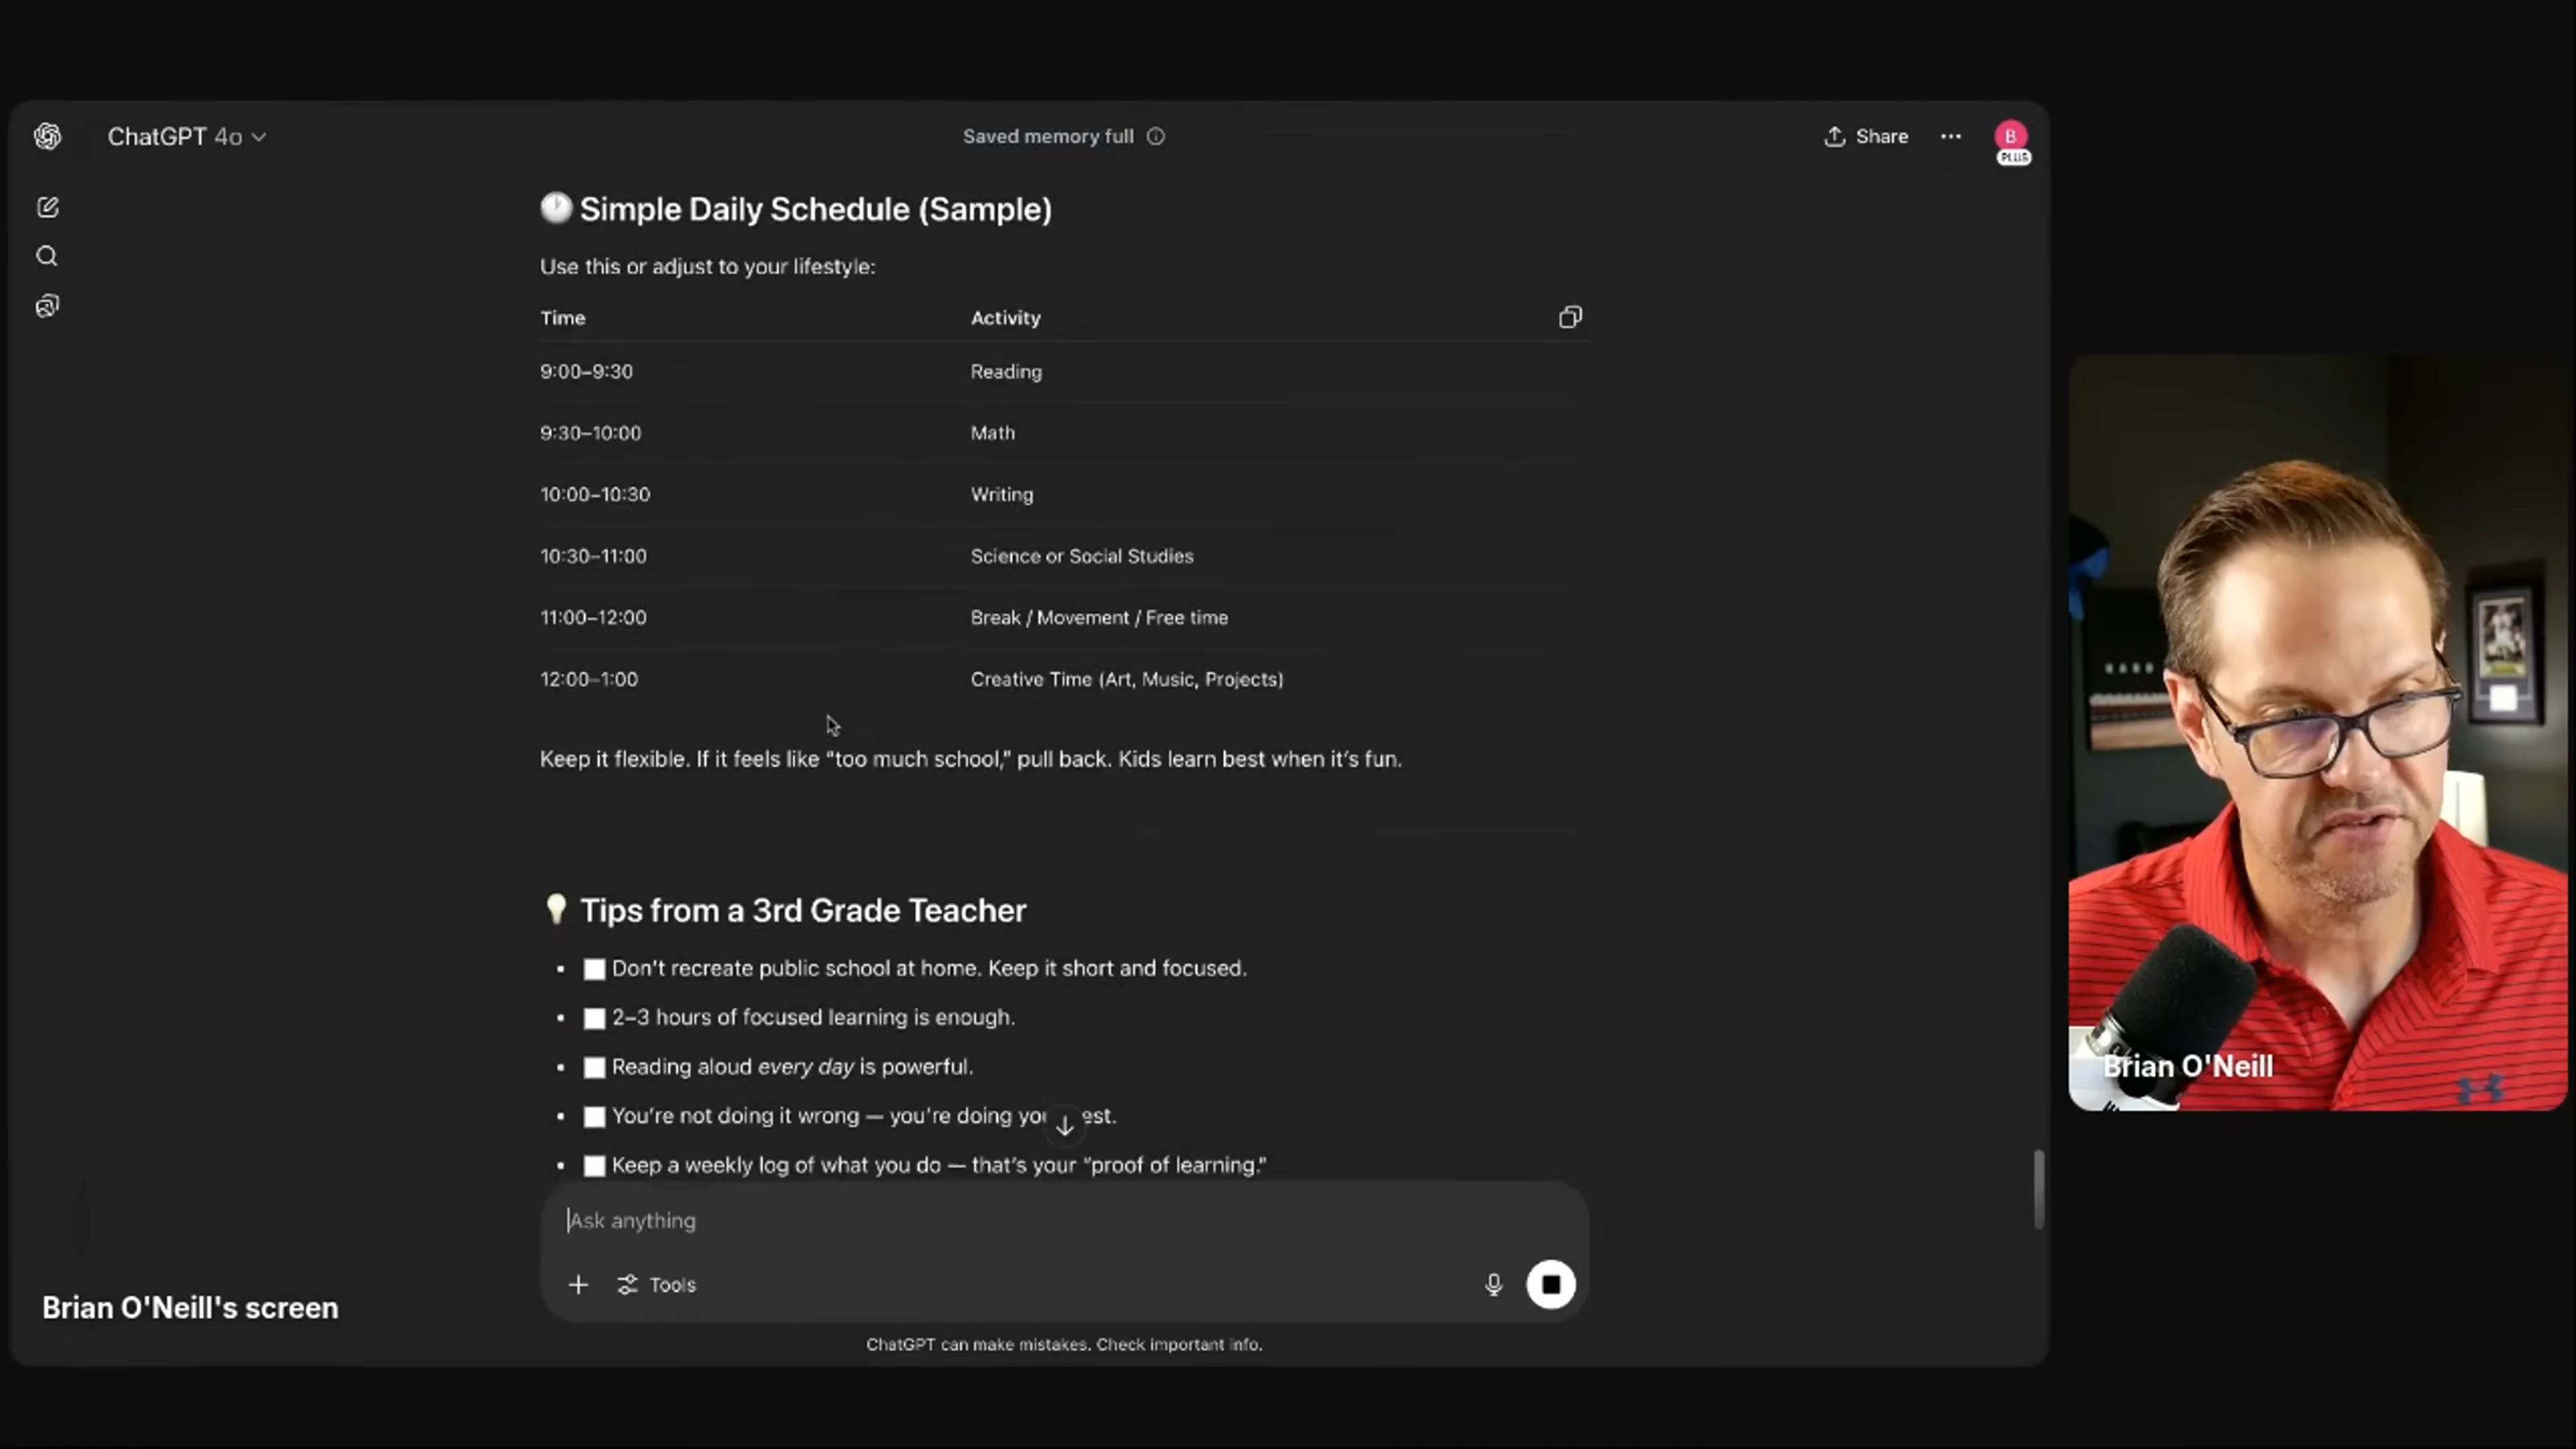 ChatGPT 4o
Saved memory full
Share
B
PLUS
Simple Daily Schedule (Sample)
Use this or adjust to your lifestyle:
Time Activity
9:00–9:30 Reading
9:30–10:00 Math
10:00–10:30 Writing
10:30–11:00 Science or Social Studies
11:00–12:00 Break / Movement / Free time
12:00–1:00 Creative Time (Art, Music, Projects)
Keep it flexible. If it feels like “too much school,” pull back. Kids learn best when it’s fun.
Tips from a 3rd Grade Teacher
• Don’t recreate public school at home. Keep it short and focused.
• 2–3 hours of focused learning is enough.
• Reading aloud every day is powerful.
• You’re not doing it wrong — you’re doing
• Keep a weekly log of what you do — that’s your “proof of learning.”
Ask anything
Tools
ChatGPT can make mistakes. Check important info.
Brian O'Neill's screen
Brian O'Neill